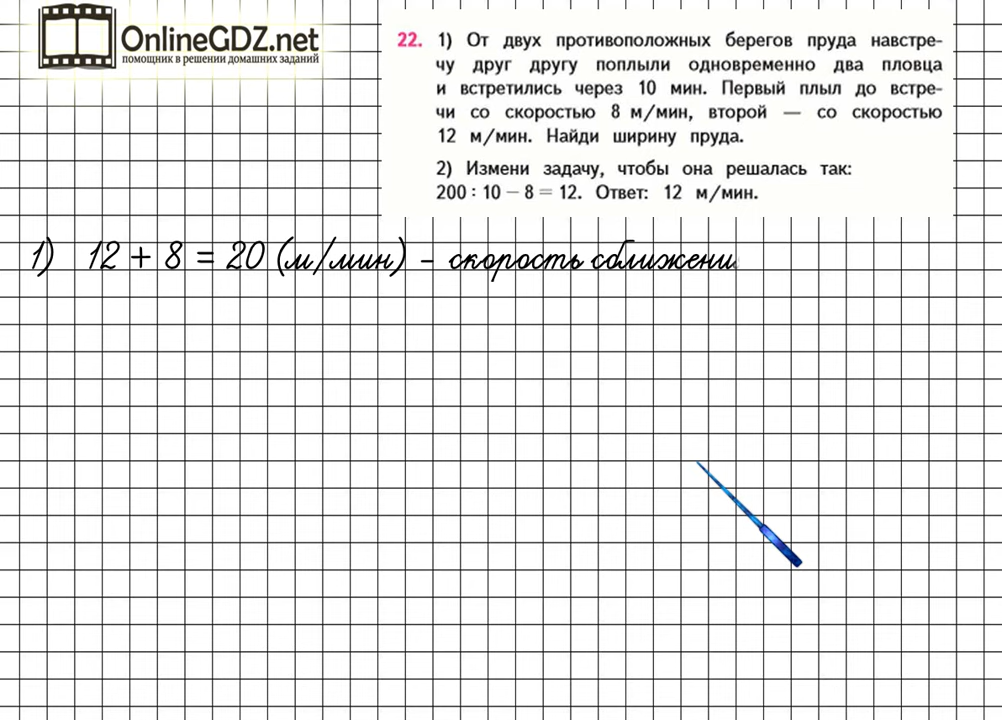 OnlineGDZ.net
помощник в решении домашних заданий
22. 1) От двух противоположных берегов пруда навстре-
чу друг другу поплыли одновременно два пловца
и встретились через 10 мин. Первый плыл до встре-
чи со скоростью 8 м/мин, второй — со скоростью
12 м/мин. Найди ширину пруда.
2) Измени задачу, чтобы она решалась так:
200 : 10 – 8 = 12. Ответ: 12 м/мин.
1) 12 + 8 = 20 (м/мин) – скорость сближени